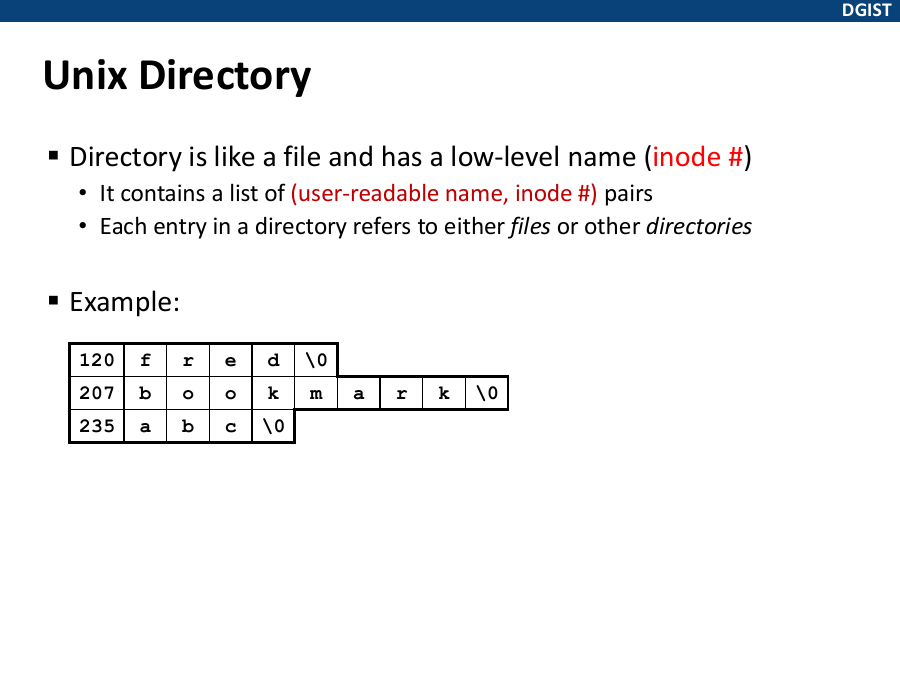 DGIST
Unix Directory
▪ Directory is like a file and has a low-level name (inode #)
• It contains a list of (user-readable name, inode #) pairs
• Each entry in a directory refers to either files or other directories
▪ Example:
120 f r e d \0
207 b o o k m a r k \0
235 a b c \0